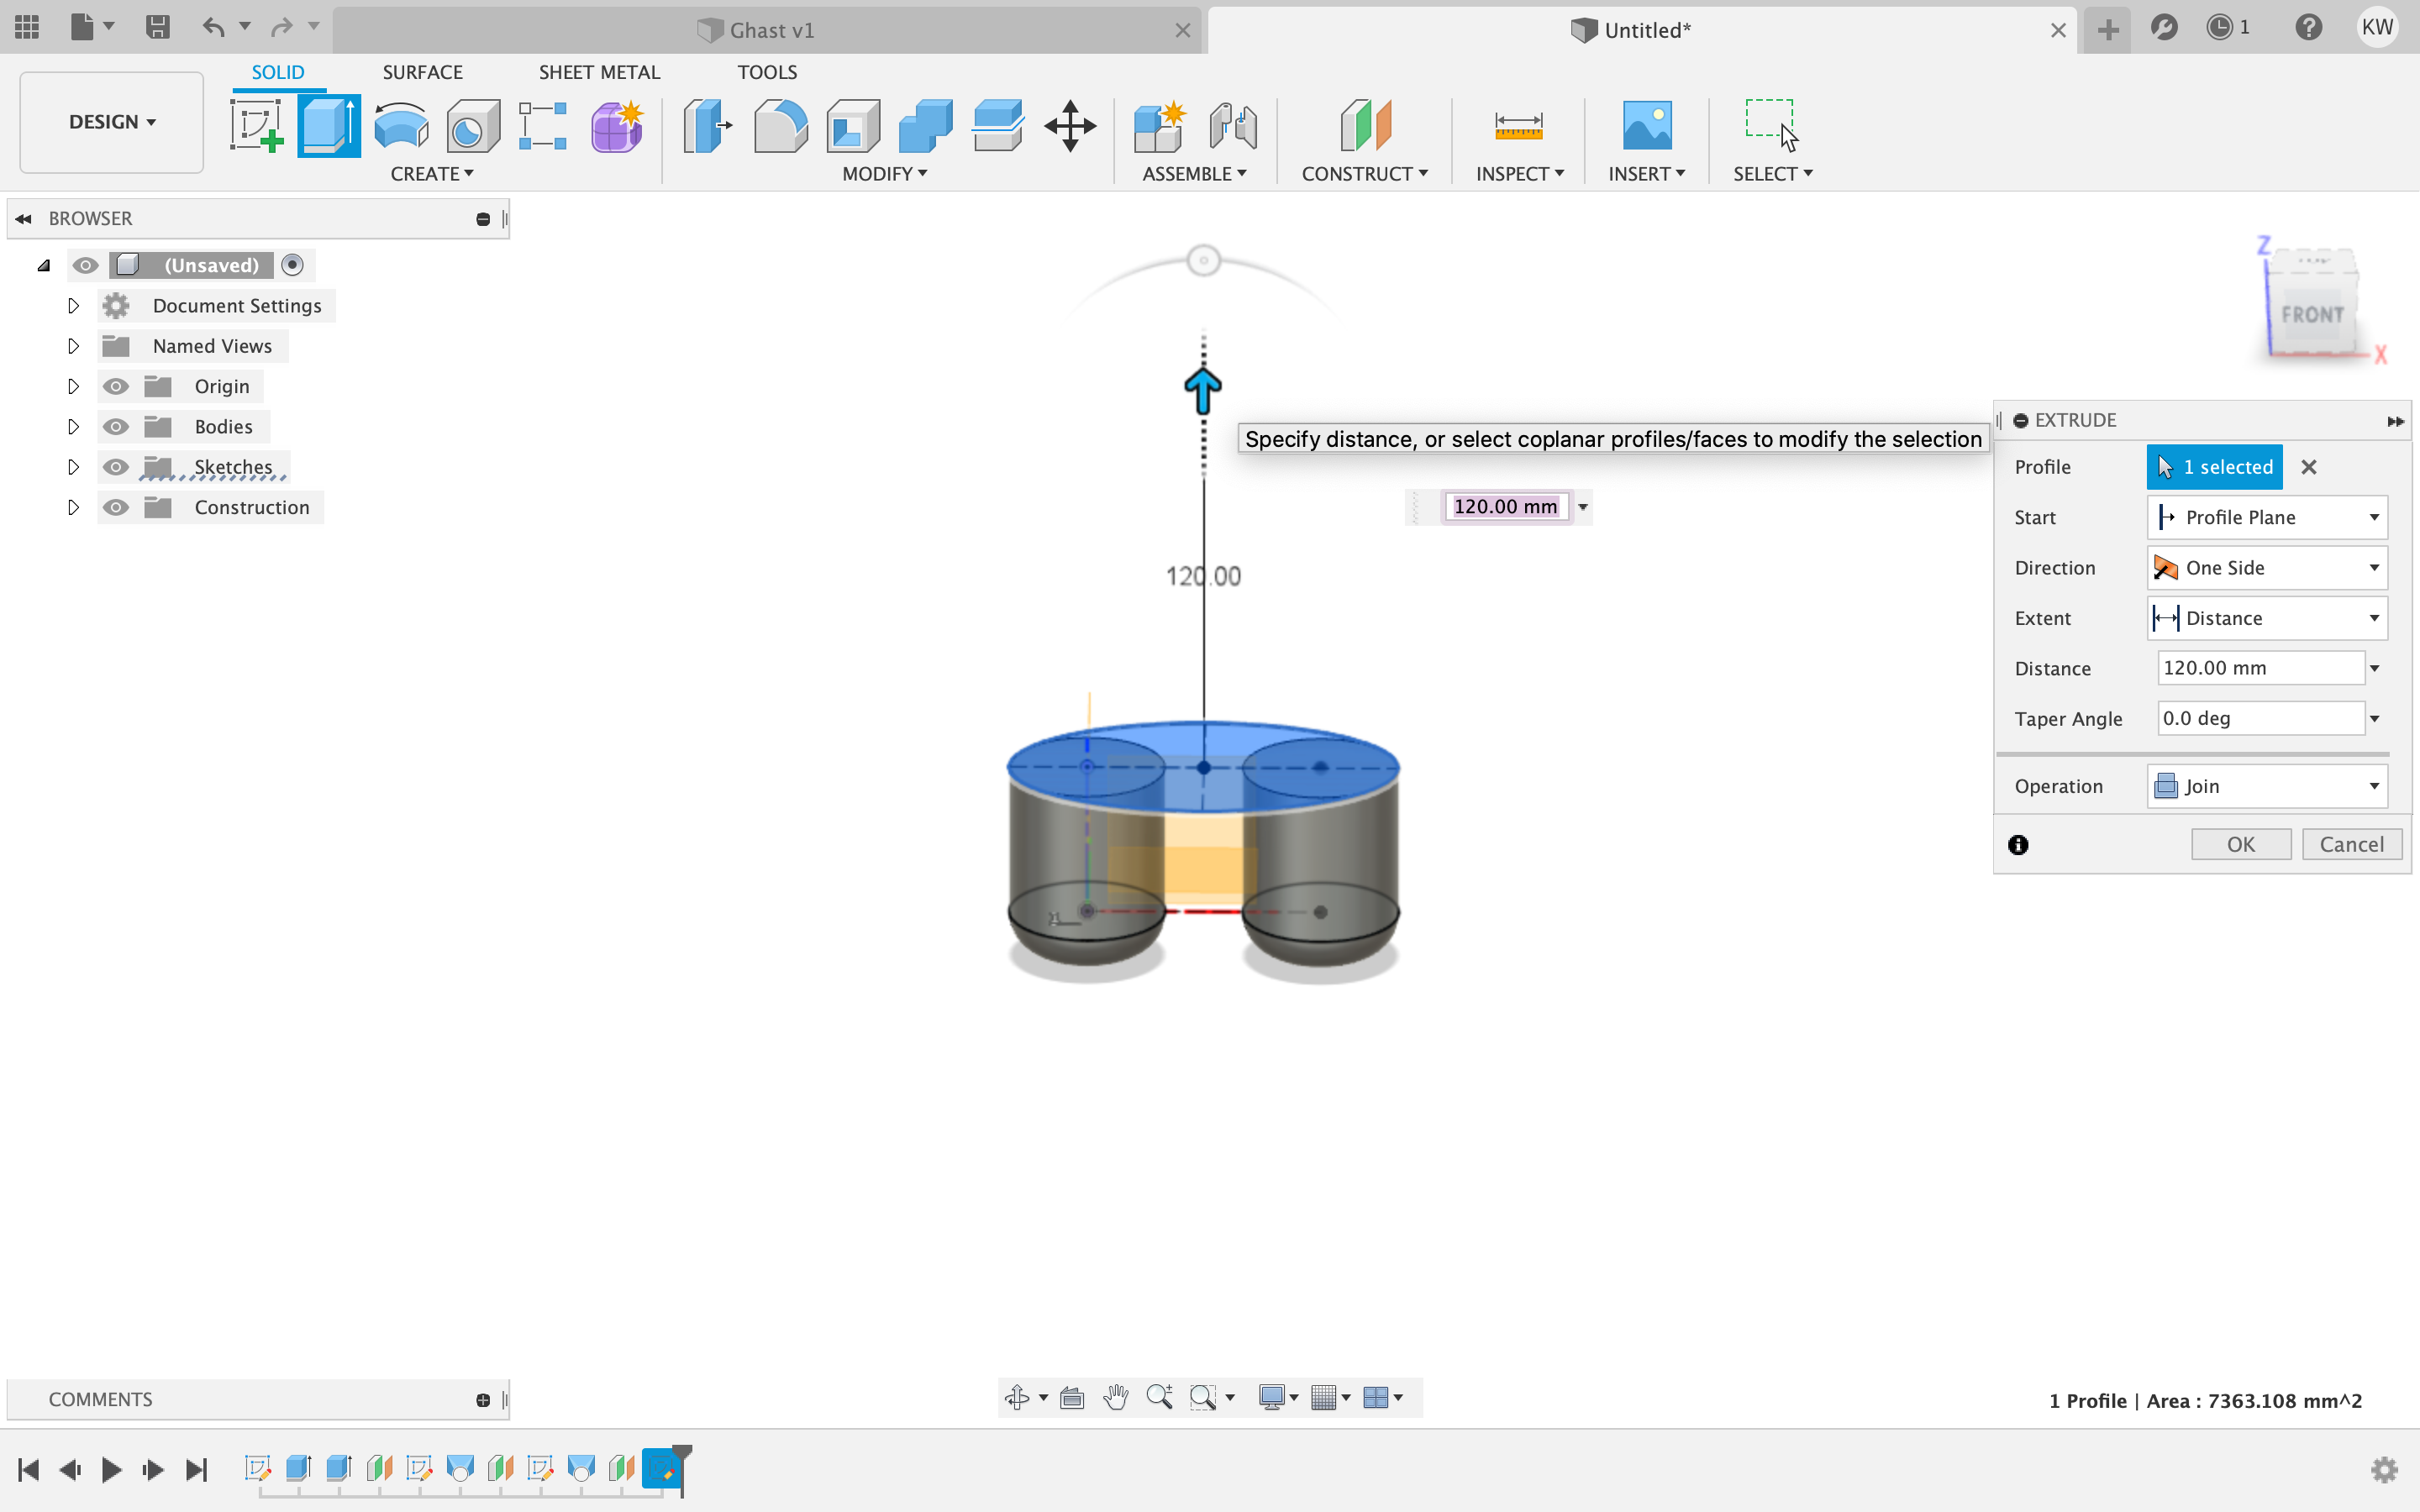 Ghast v1
Untitled*
1
KW
DESIGN
SOLID
SURFACE
SHEET METAL
TOOLS
CREATE
MODIFY
ASSEMBLE
CONSTRUCT
INSPECT
INSERT
SELECT
BROWSER
(Unsaved)
Document Settings
Named Views
Origin
Bodies
Sketches
Construction
Z
TOP
FRONT
X
Specify distance, or select coplanar profiles/faces to modify the selection
120.00 mm
120.00
EXTRUDE
Profile
1 selected
Start
Profile Plane
Direction
One Side
Extent
Distance
Distance
120.00 mm
Taper Angle
0.0 deg
Operation
Join
OK
Cancel
COMMENTS
1 Profile | Area : 7363.108 mm^2